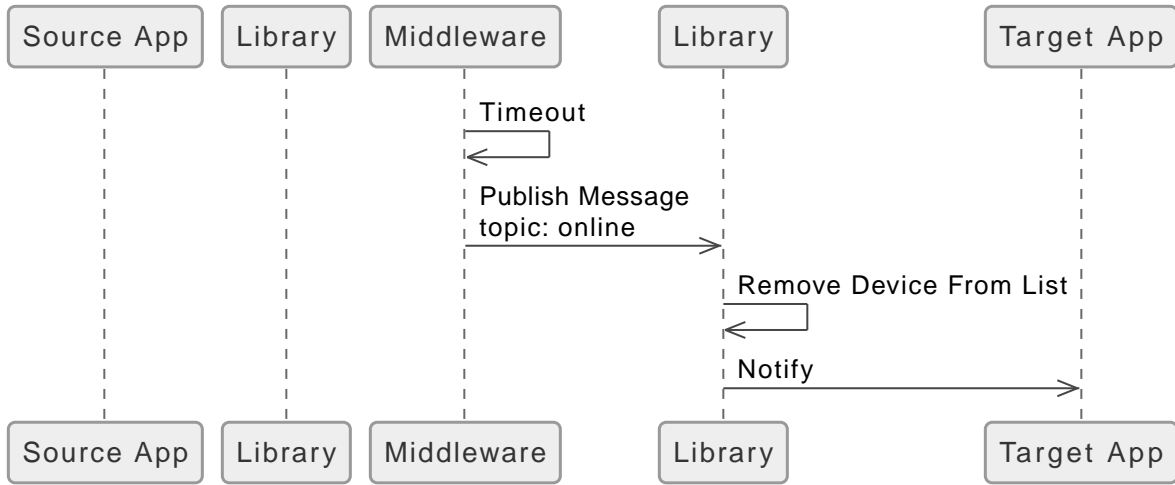 Source App
Library
Middleware
Library
Target App
Timeout
Publish Message
topic: online
Remove Device From List
Notify
Source App
Library
Middleware
Library
Target App